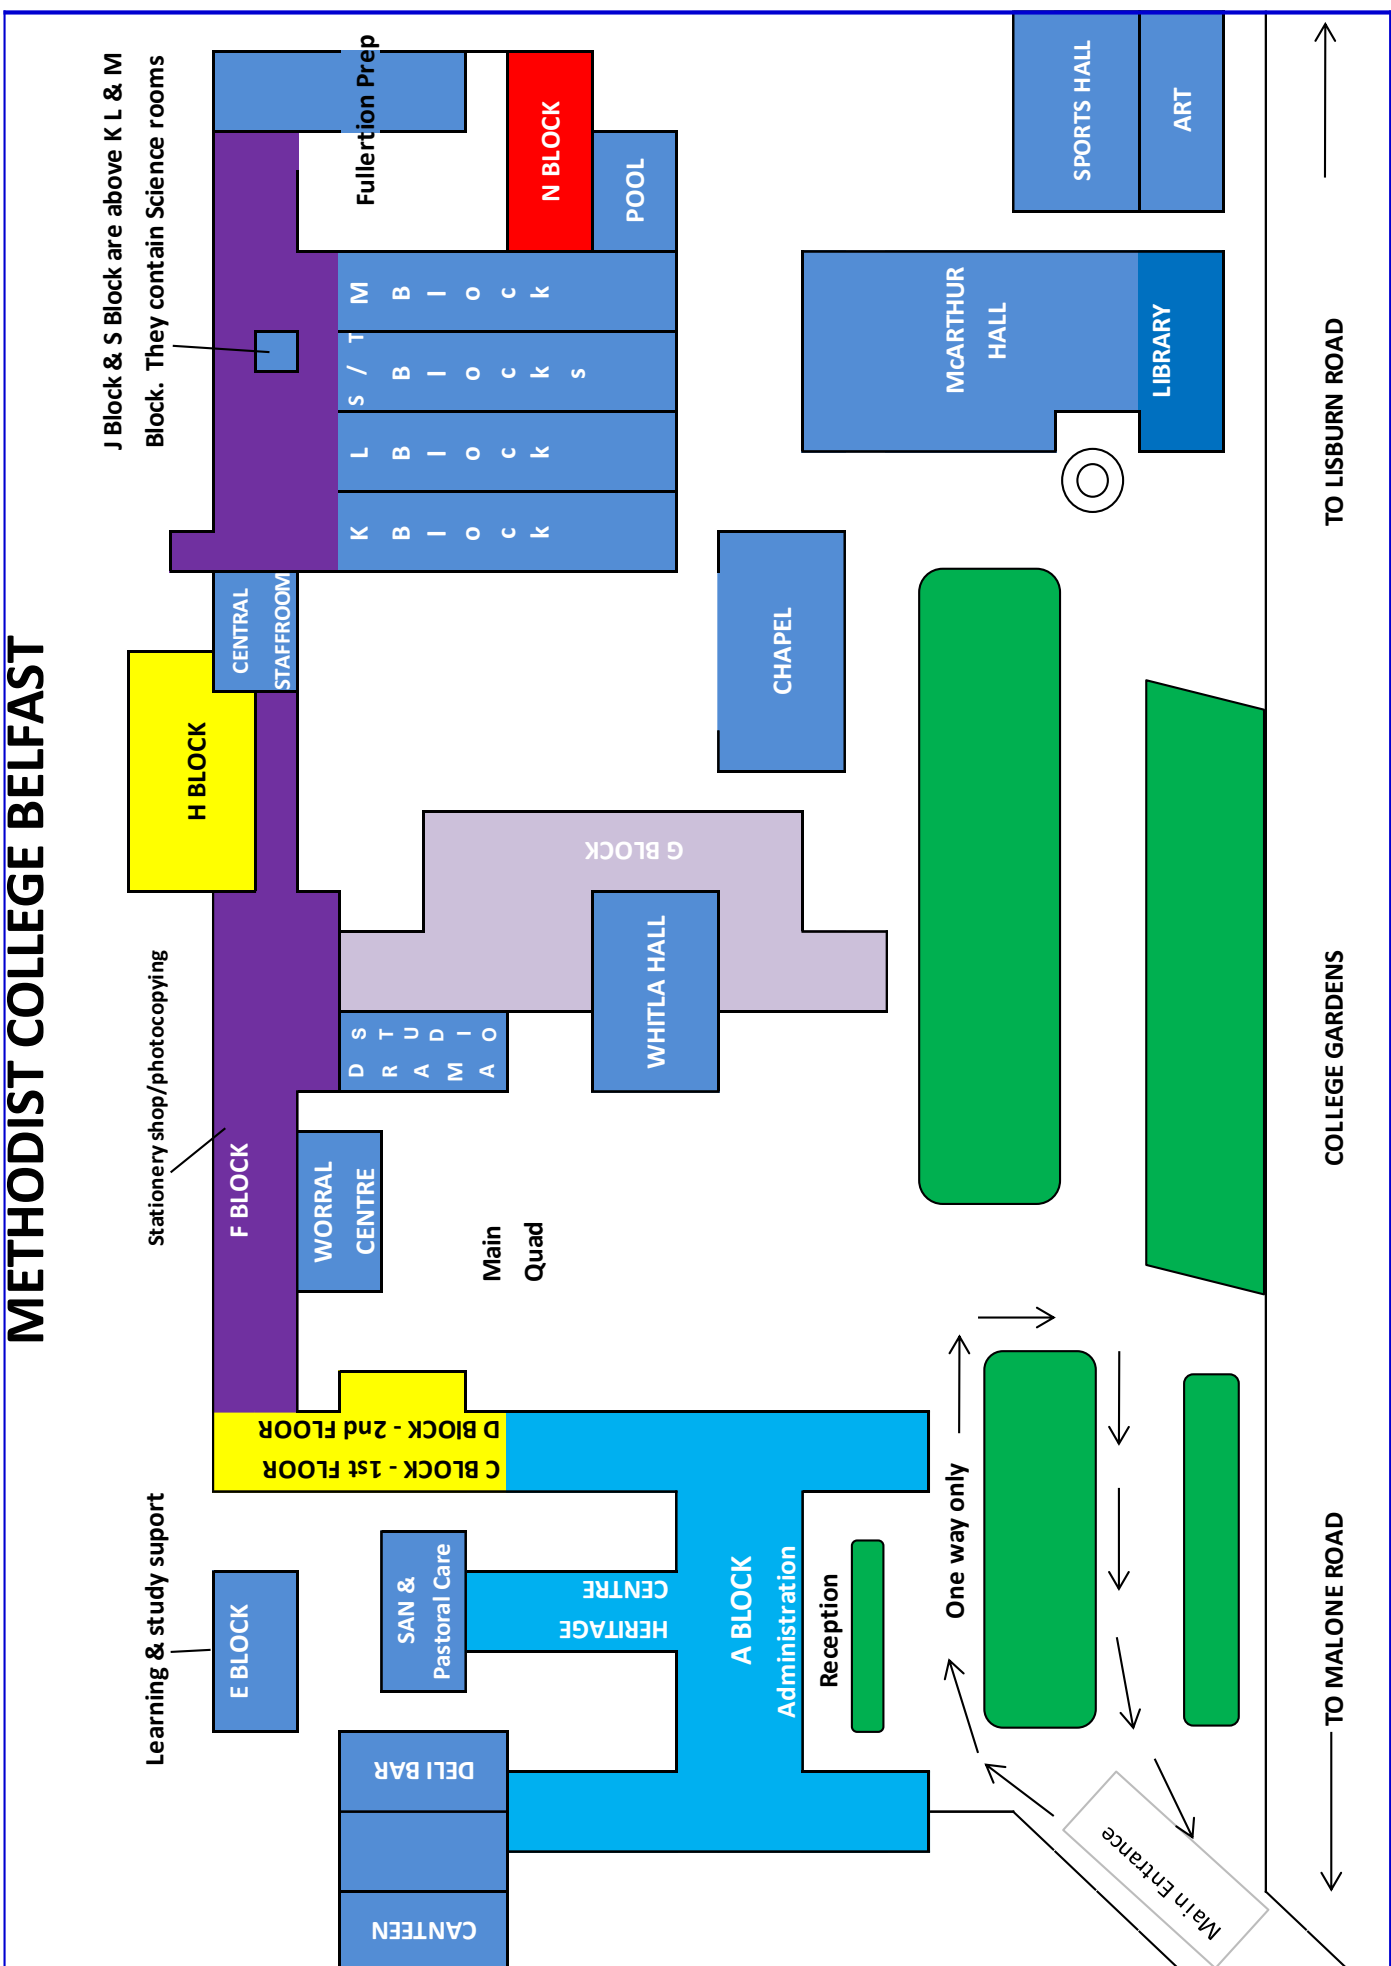 METHODIST COLLEGE BELFAST
J Block & S Block are above K L & M
Block. They contain Science rooms
Stationery shop/photocopying
Learning & study suport
Fullertion Prep
N BLOCK
POOL
SPORTS HALL
ART
M Block
S/T Blocks
L Block
K Block
McARTHUR
HALL
LIBRARY
CENTRAL
STAFFROOM
H BLOCK
CHAPEL
G BLOCK
WHITLA HALL
DRAMA
STUDIO
F BLOCK
WORRAL
CENTRE
Main
Quad
D BlOCK - 2nd FLOOR
C BLOCK - 1st FLOOR
E BLOCK
SAN &
Pastoral Care
HERITAGE
CENTRE
A BLOCK
Administration
Reception
One way only
DELI BAR
CANTEEN
Main Entrance
TO MALONE ROAD
COLLEGE GARDENS
TO LISBURN ROAD